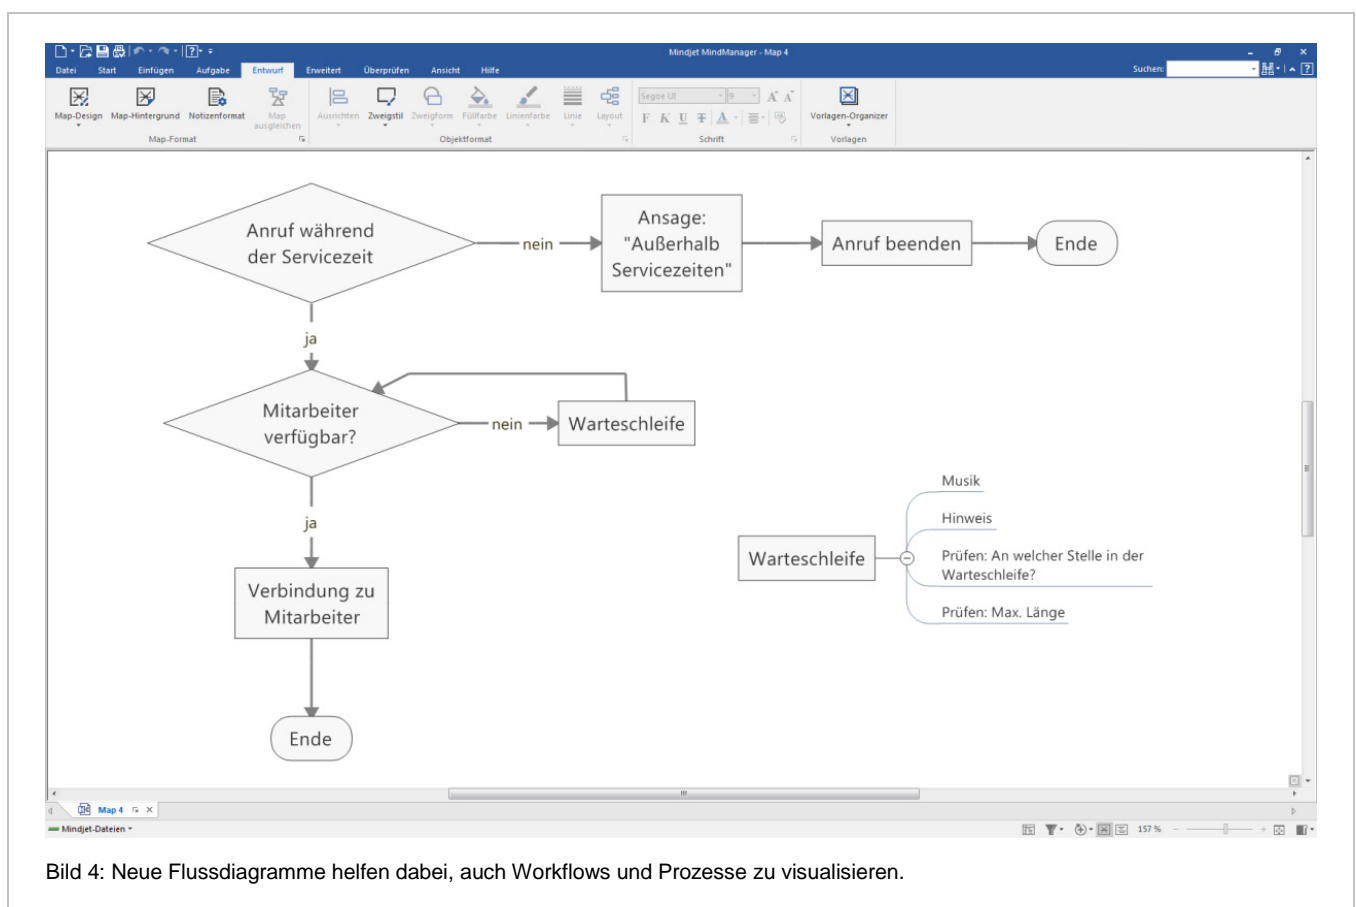 Mindjet MindManager - Map 4
Datei Start Einfügen Aufgabe Entwurf Erweitert Überprüfen Ansicht Hilfe
Suchen:
Map-Design Map-Hintergrund Notizenformat Map ausgleichen Ausrichten Zweigstil Zweigform Füllfarbe Linienfarbe Linie Layout Segoe UI 9 Vorlagen-Organizer
F K U T A
Map-Format Objektformat Schrift Vorlagen
Anruf während
der Servicezeit
nein
Ansage:
"Außerhalb
Servicezeiten"
Anruf beenden
Ende
ja
Mitarbeiter
verfügbar?
nein
Warteschleife
ja
Verbindung zu
Mitarbeiter
Ende
Warteschleife
Musik
Hinweis
Prüfen: An welcher Stelle in der
Warteschleife?
Prüfen: Max. Länge
Map 4
Mindjet-Dateien
157 %
Bild 4: Neue Flussdiagramme helfen dabei, auch Workflows und Prozesse zu visualisieren.